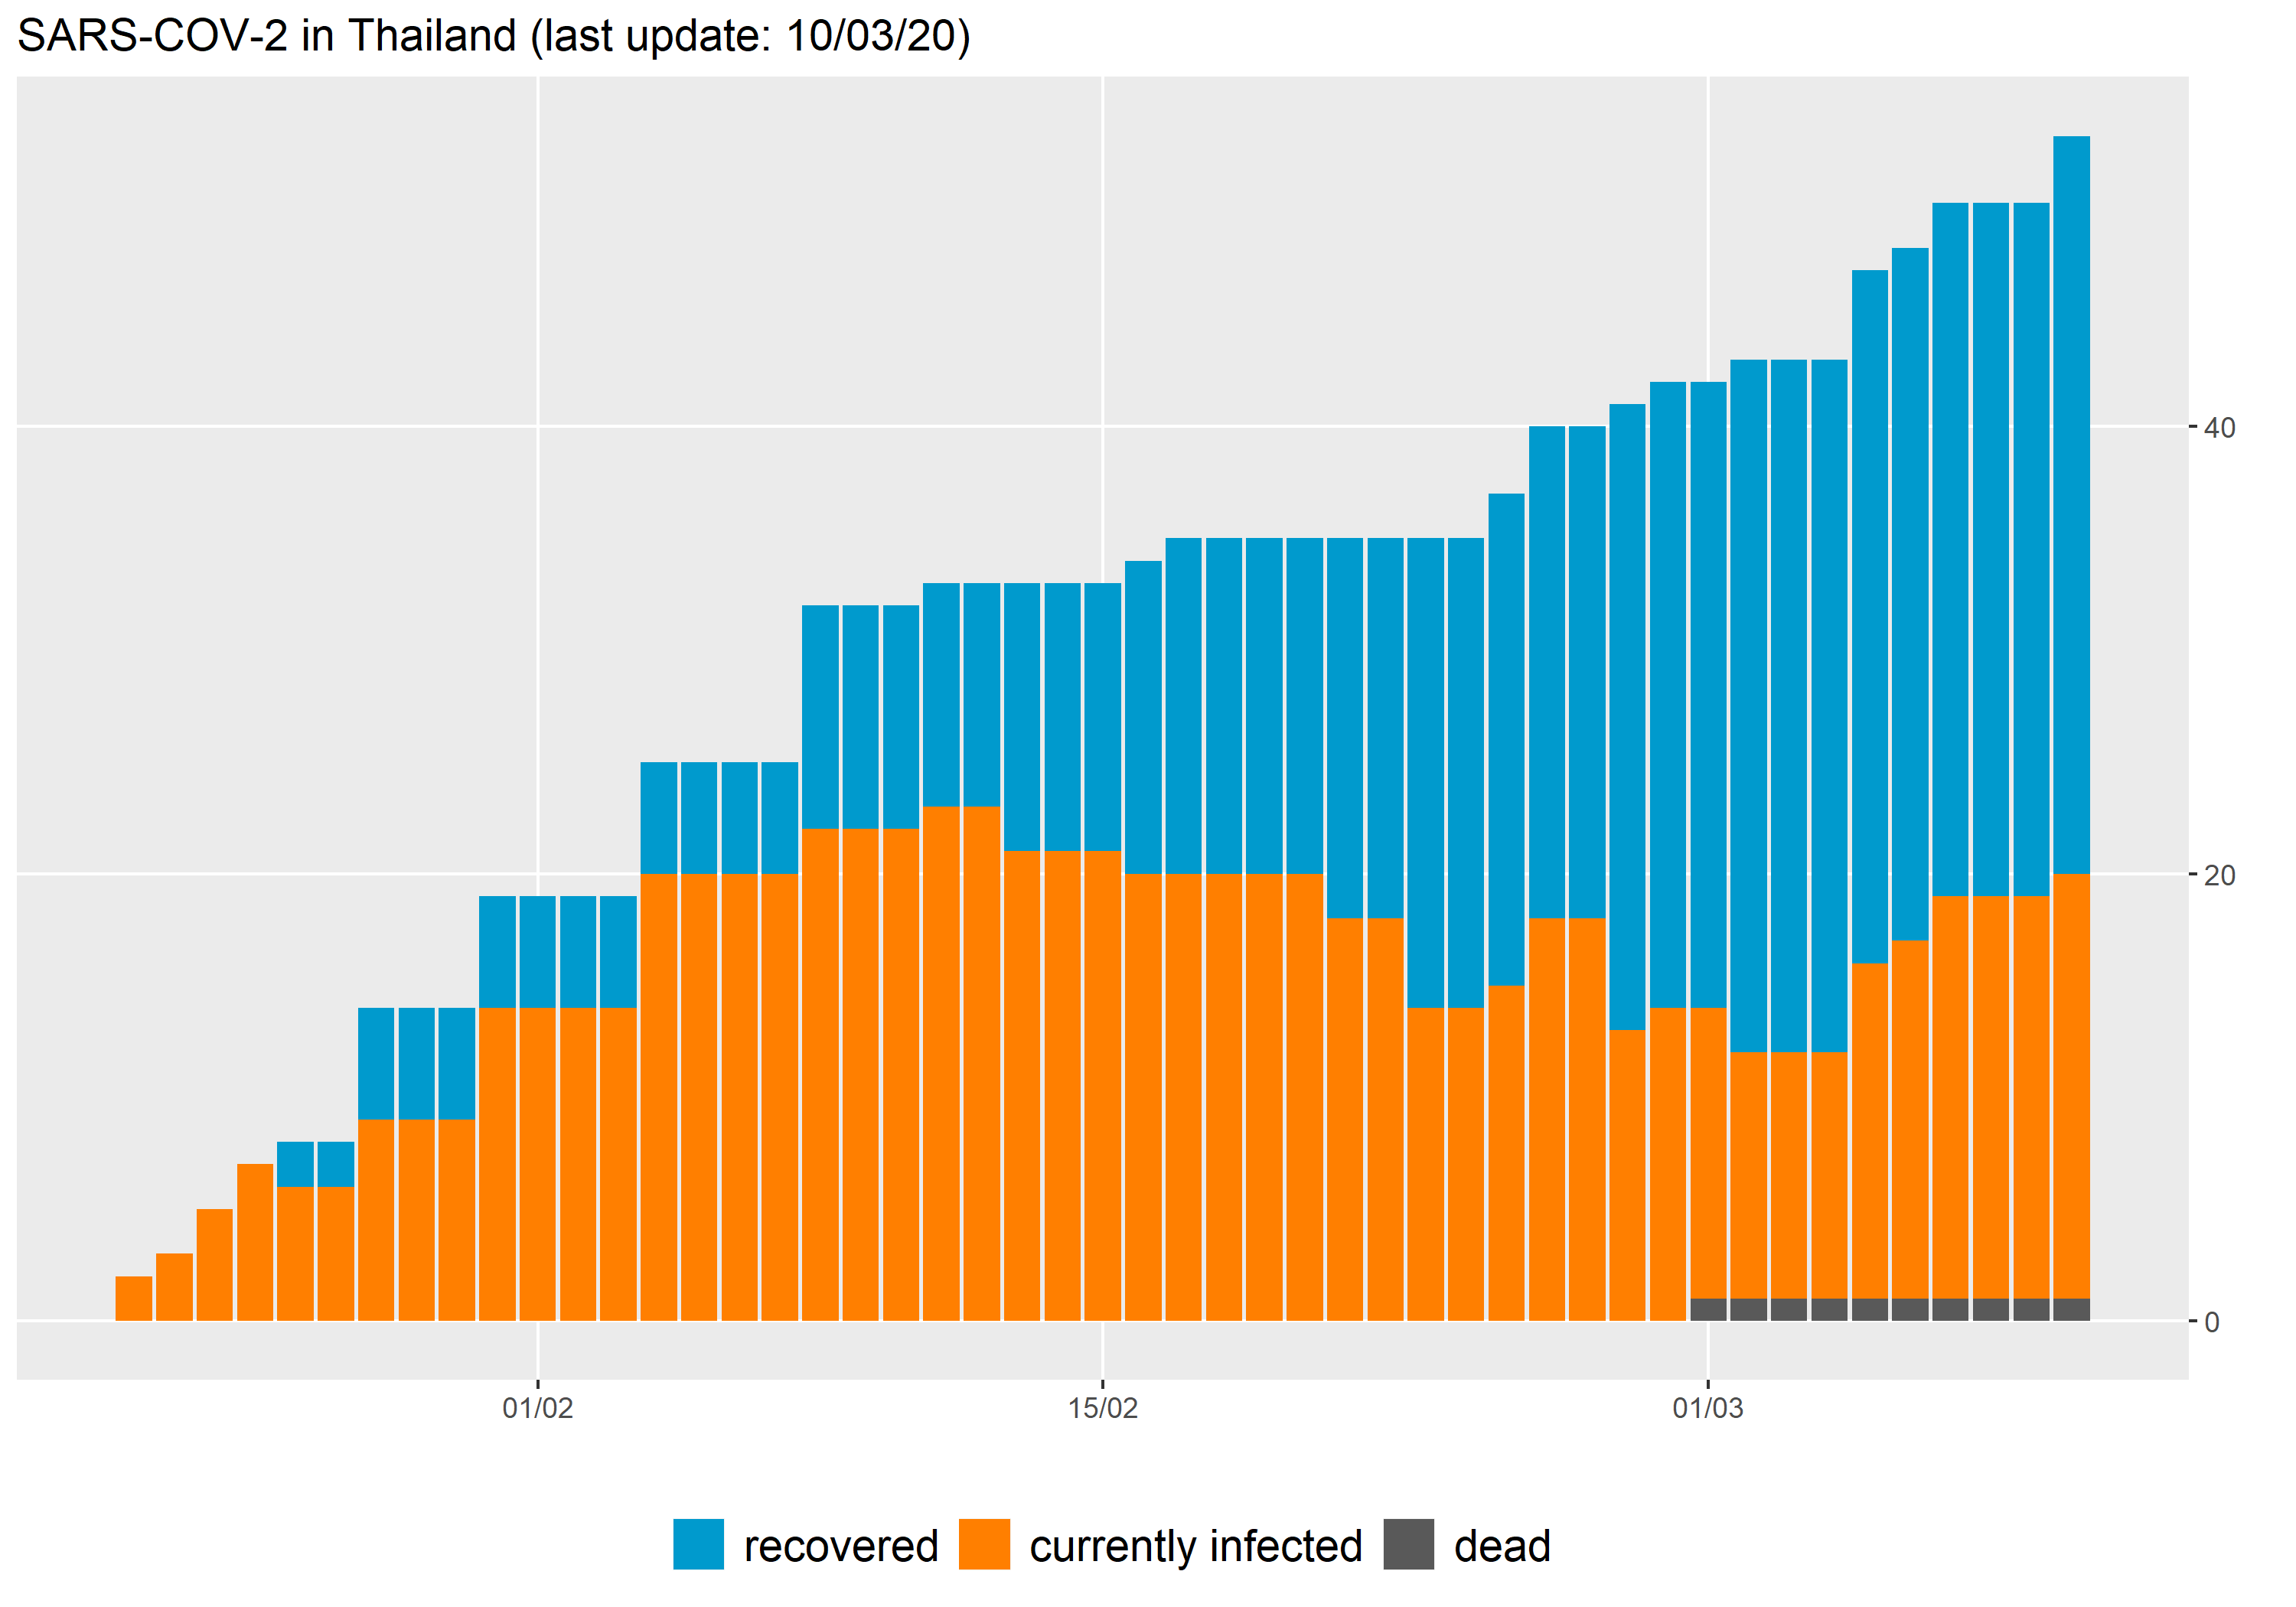 SARS-COV-2 in Thailand (last update: 10/03/20)
40
20
0
01/02 15/02 01/03
recovered currently infected dead